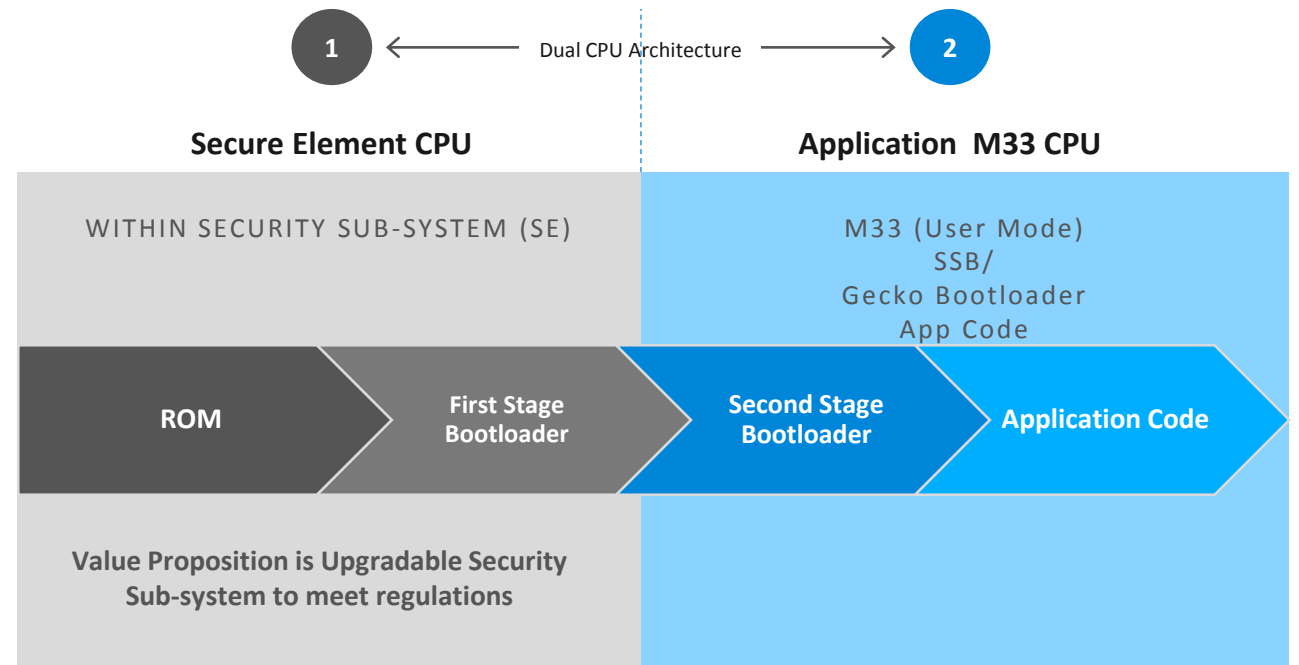 1
Dual CPU Architecture
2
Secure Element CPU
Application M33 CPU
WITHIN SECURITY SUB-SYSTEM (SE)
M33 (User Mode)
SSB/
Gecko Bootloader
App Code
ROM
First Stage
Bootloader
Second Stage
Bootloader
Application Code
Value Proposition is Upgradable Security
Sub-system to meet regulations